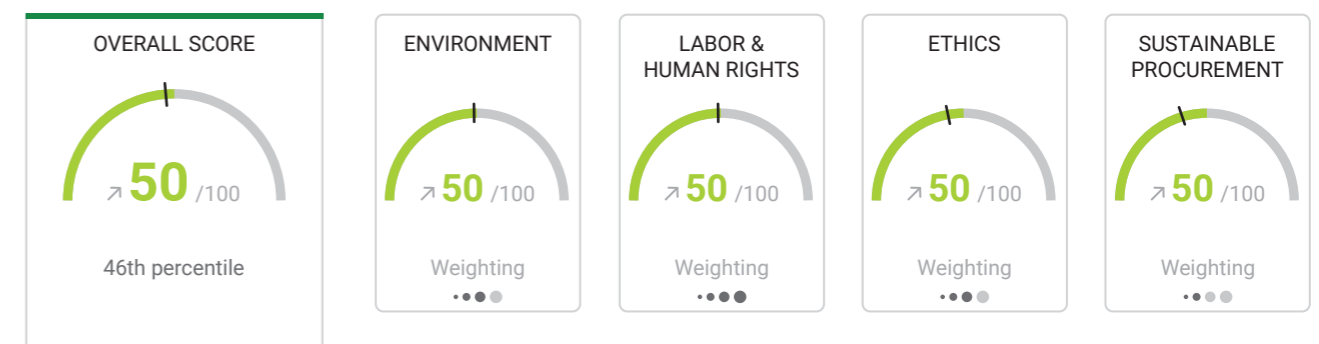 OVERALL SCORE
50 /100
46th percentile
ENVIRONMENT
50 /100
Weighting
LABOR &
HUMAN RIGHTS
50 /100
Weighting
ETHICS
50 /100
Weighting
SUSTAINABLE
PROCUREMENT
50 /100
Weighting